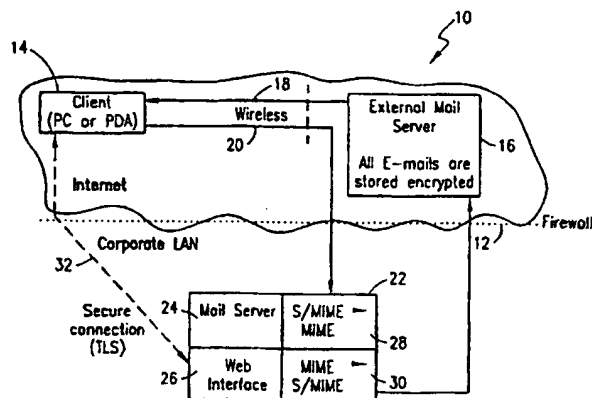 10
14
18
Client
(PC or PDA)
Wireless
20
External Mail
Server
All E-mails are
stored encrypted
16
Internet
Firewall
12
Corporate LAN
32
22
Secure
connection
(TLS)
24
Mail Server
S/MIME
MIME
28
26
Web
Interface
MIME
S/MIME
30